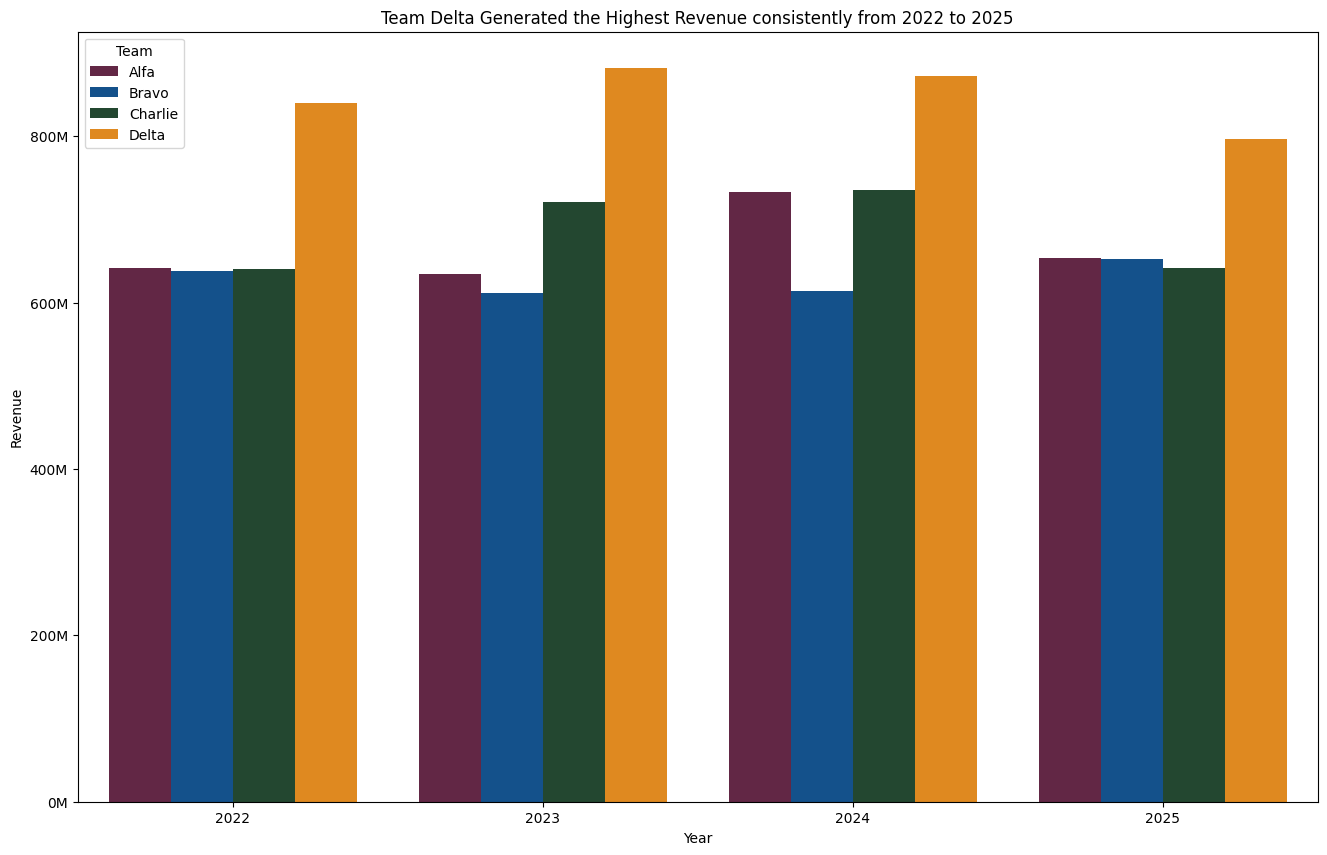 Team Delta Generated the Highest Revenue consistently from 2022 to 2025
Team
Alfa
Bravo
Charlie
Delta
800M
600M
400M
200M
0M
Revenue
2022 2023 2024 2025
Year